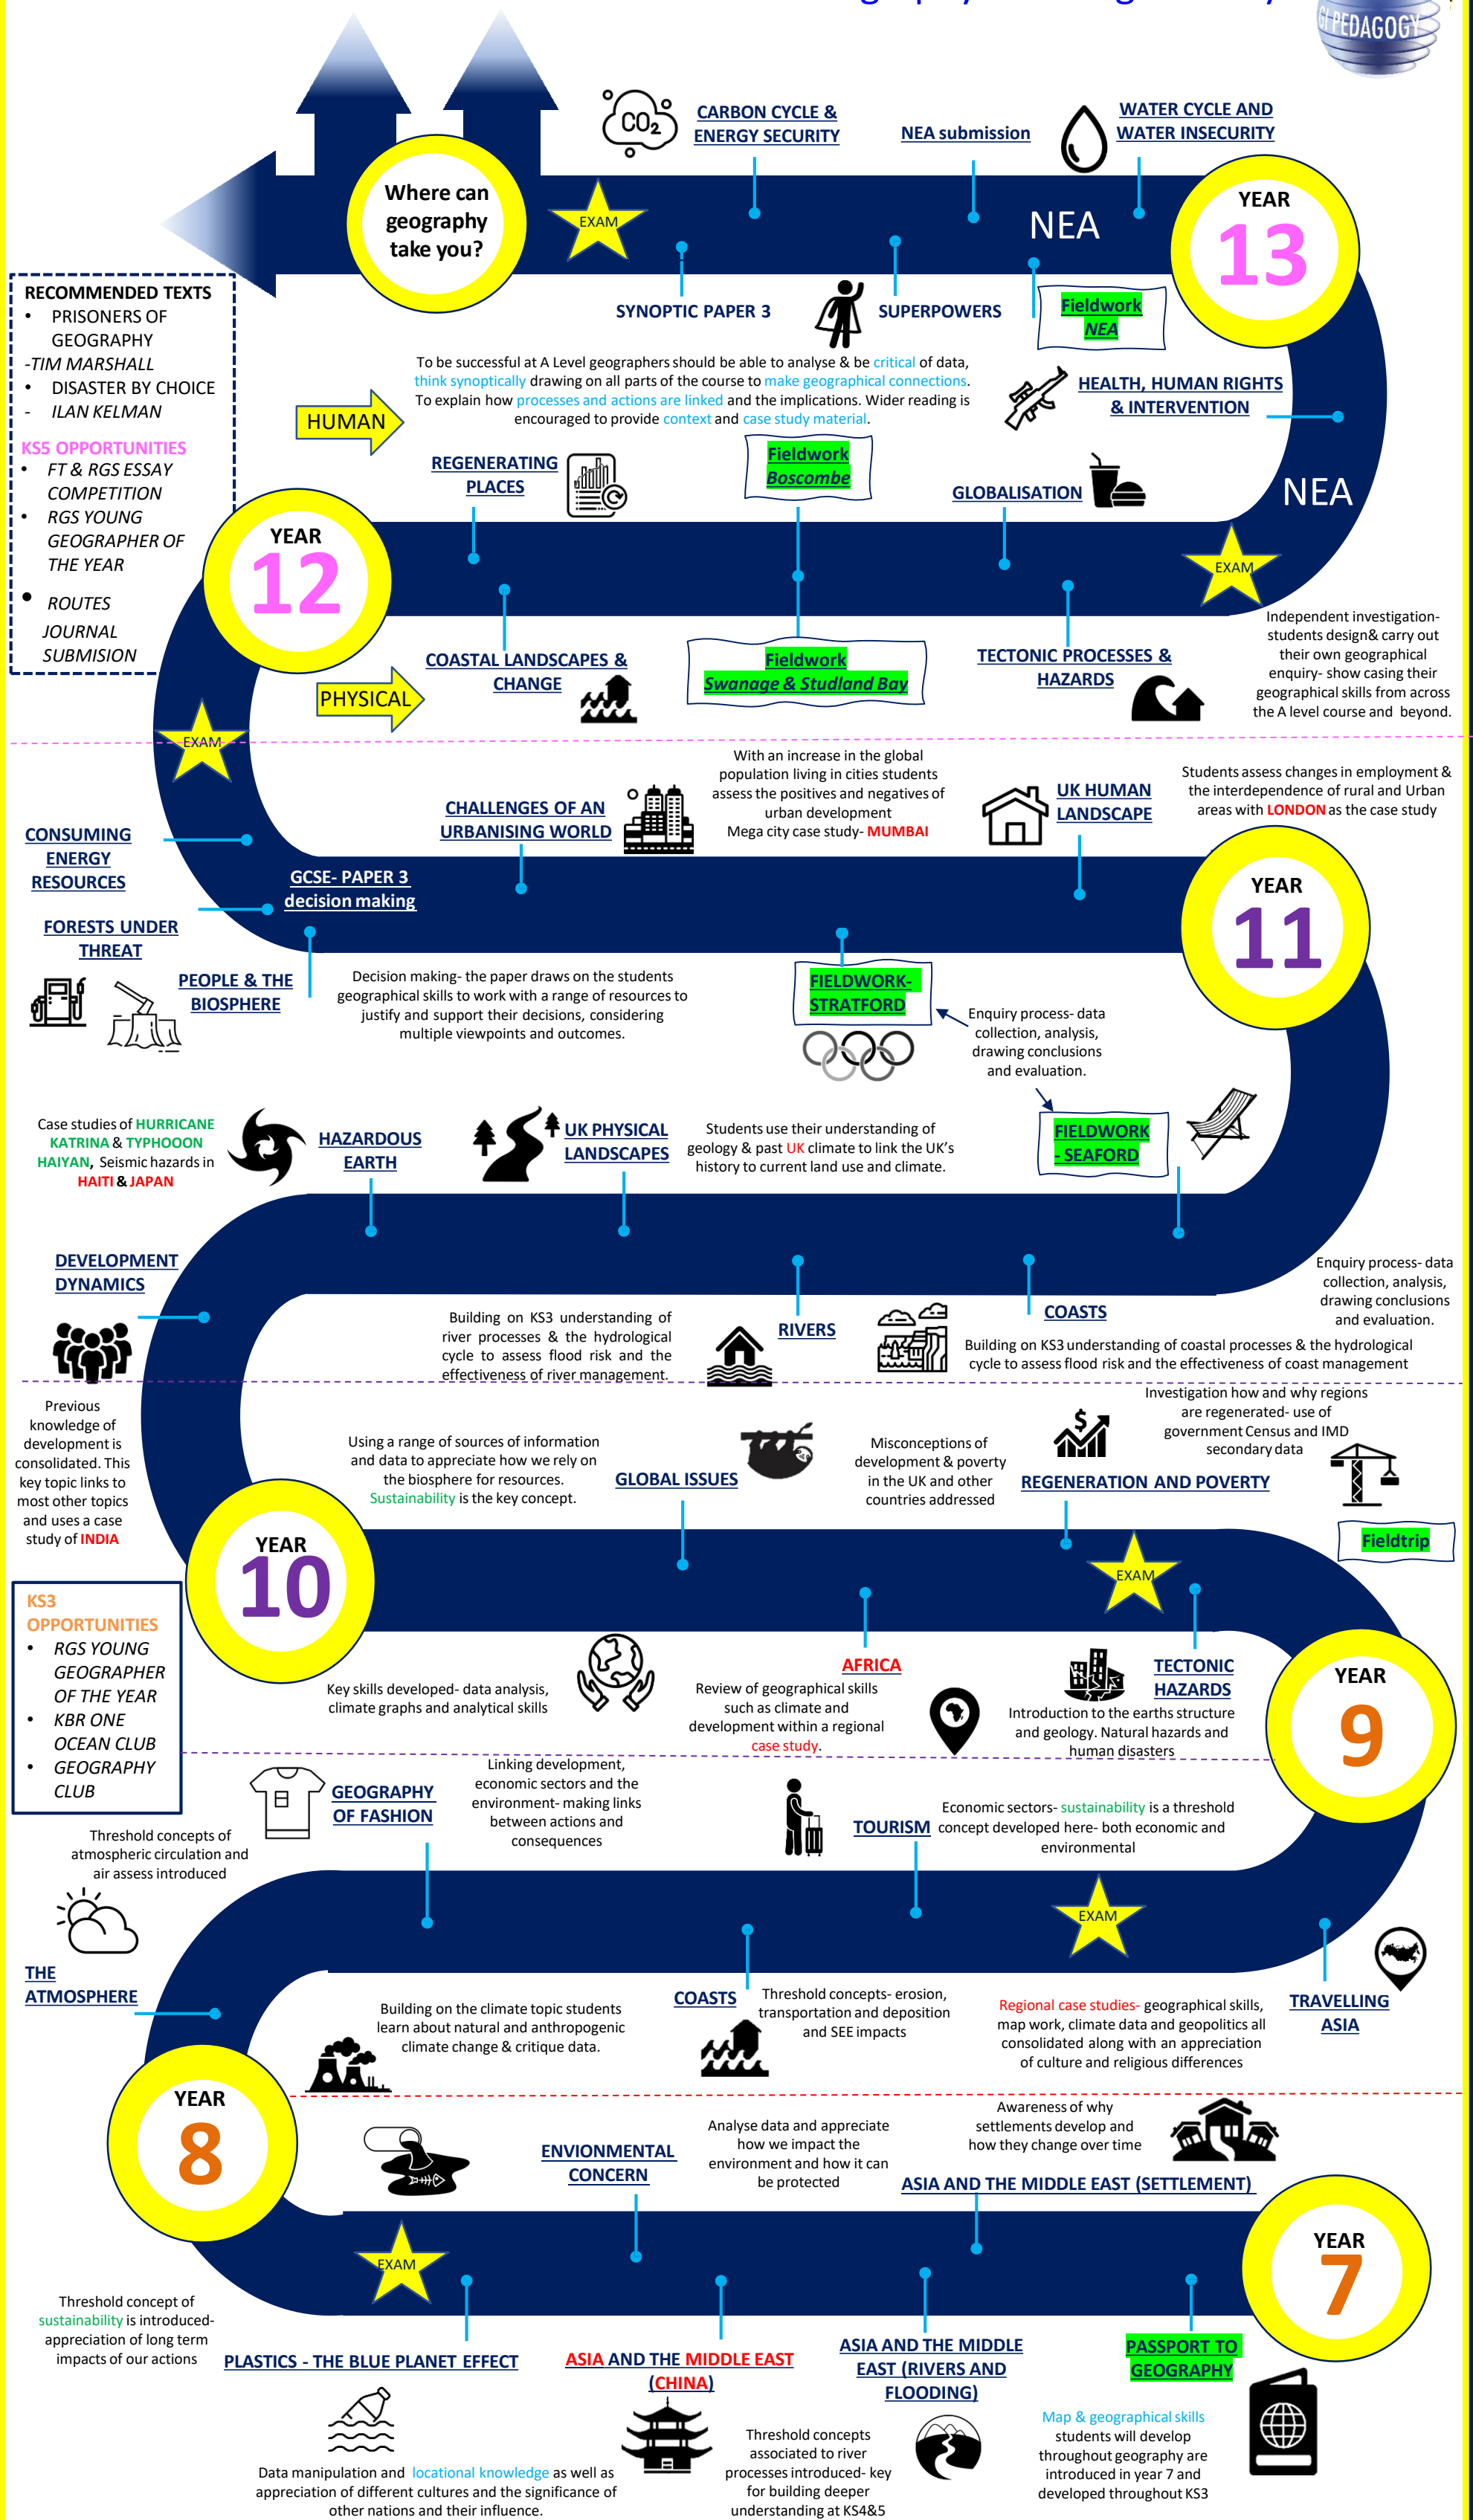 GI PEDAGOGY
CO2
CARBON CYCLE &
ENERGY SECURITY
NEA submission
WATER CYCLE AND
WATER INSECURITY
Where can
geography
take you?
EXAM
NEA
YEAR
13
SYNOPTIC PAPER 3
SUPERPOWERS
Fieldwork
NEA
RECOMMENDED TEXTS
• PRISONERS OF
GEOGRAPHY
-TIM MARSHALL
• DISASTER BY CHOICE
- ILAN KELMAN
KS5 OPPORTUNITIES
• FT & RGS ESSAY
COMPETITION
• RGS YOUNG
GEOGRAPHER OF
THE YEAR
• ROUTES
JOURNAL
SUBMISION
To be successful at A Level geographers should be able to analyse & be critical of data,
think synoptically drawing on all parts of the course to make geographical connections.
To explain how processes and actions are linked and the implications. Wider reading is
encouraged to provide context and case study material.
HUMAN
HEALTH, HUMAN RIGHTS
& INTERVENTION
REGENERATING
PLACES
Fieldwork
Boscombe
GLOBALISATION
NEA
YEAR
12
EXAM
COASTAL LANDSCAPES &
CHANGE
Fieldwork
Swanage & Studland Bay
TECTONIC PROCESSES &
HAZARDS
Independent investigation-
students design& carry out
their own geographical
enquiry- show casing their
geographical skills from across
the A level course and beyond.
PHYSICAL
EXAM
CHALLENGES OF AN
URBANISING WORLD
With an increase in the global
population living in cities students
assess the positives and negatives of
urban development
Mega city case study- MUMBAI
UK HUMAN
LANDSCAPE
Students assess changes in employment &
the interdependence of rural and Urban
areas with LONDON as the case study
CONSUMING
ENERGY
RESOURCES
GCSE- PAPER 3
decision making
YEAR
11
FORESTS UNDER
THREAT
PEOPLE & THE
BIOSPHERE
Decision making- the paper draws on the students
geographical skills to work with a range of resources to
justify and support their decisions, considering
multiple viewpoints and outcomes.
FIELDWORK-
STRATFORD
Enquiry process- data
collection, analysis,
drawing conclusions
and evaluation.
Case studies of HURRICANE
KATRINA & TYPHOOON
HAIYAN, Seismic hazards in
HAITI & JAPAN
HAZARDOUS
EARTH
UK PHYSICAL
LANDSCAPES
Students use their understanding of
geology & past UK climate to link the UK's
history to current land use and climate.
FIELDWORK
- SEAFORD
DEVELOPMENT
DYNAMICS
Building on KS3 understanding of
river processes & the hydrological
cycle to assess flood risk and the
effectiveness of river management.
RIVERS
COASTS
Building on KS3 understanding of coastal processes & the hydrological
cycle to assess flood risk and the effectiveness of coast management
Enquiry process- data
collection, analysis,
drawing conclusions
and evaluation.
Previous
knowledge of
development is
consolidated. This
key topic links to
most other topics
and uses a case
study of INDIA
Using a range of sources of information
and data to appreciate how we rely on
the biosphere for resources.
Sustainability is the key concept.
GLOBAL ISSUES
Misconceptions of
development & poverty
in the UK and other
countries addressed
Investigation how and why regions
are regenerated- use of
government Census and IMD
secondary data
$
REGENERATION AND POVERTY
Fieldtrip
YEAR
10
EXAM
KS3
OPPORTUNITIES
• RGS YOUNG
GEOGRAPHER
OF THE YEAR
• KBR ONE
OCEAN CLUB
• GEOGRAPHY
CLUB
Key skills developed- data analysis,
climate graphs and analytical skills
AFRICA
Review of geographical skills
such as climate and
development within a regional
case study.
TECTONIC
HAZARDS
Introduction to the earths structure
and geology. Natural hazards and
human disasters
YEAR
9
GEOGRAPHY
OF FASHION
Linking development,
economic sectors and the
environment- making links
between actions and
consequences
TOURISM
Economic sectors- sustainability is a threshold
concept developed here- both economic and
environmental
Threshold concepts of
atmospheric circulation and
air assess introduced
EXAM
THE
ATMOSPHERE
Building on the climate topic students
learn about natural and anthropogenic
climate change & critique data.
COASTS
Threshold concepts- erosion,
transportation and deposition
and SEE impacts
Regional case studies- geographical skills,
map work, climate data and geopolitics all
consolidated along with an appreciation
of culture and religious differences
TRAVELLING
ASIA
YEAR
8
ENVIONMENTAL
CONCERN
Analyse data and appreciate
how we impact the
environment and how it can
be protected
Awareness of why
settlements develop and
how they change over time
ASIA AND THE MIDDLE EAST (SETTLEMENT)
YEAR
7
EXAM
Threshold concept of
sustainability is introduced-
appreciation of long term
impacts of our actions
PLASTICS - THE BLUE PLANET EFFECT
ASIA AND THE MIDDLE EAST
(CHINA)
ASIA AND THE MIDDLE
EAST (RIVERS AND
FLOODING)
PASSPORT TO
GEOGRAPHY
Data manipulation and locational knowledge as well as
appreciation of different cultures and the significance of
other nations and their influence.
Threshold concepts
associated to river
processes introduced- key
for building deeper
understanding at KS4&5
Map & geographical skills
students will develop
throughout geography are
introduced in year 7 and
developed throughout KS3